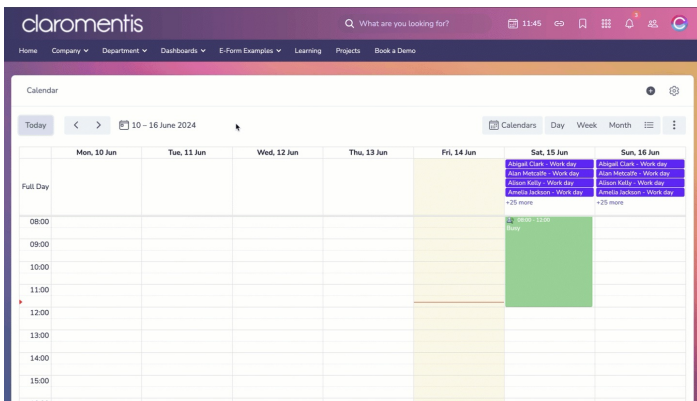 claromentis
What are you looking for?
11:45
3
Home Company Department Dashboards E-Form Examples Learning Projects Book a Demo
Calendar
Today 10 – 16 June 2024 Calendars Day Week Month
Mon, 10 Jun Tue, 11 Jun Wed, 12 Jun Thu, 13 Jun Fri, 14 Jun Sat, 15 Jun Sun, 16 Jun
Full Day
Abigail Clark - Work day Abigail Clark - Work day
Alan Metcalfe - Work day Alan Metcalfe - Work day
Alison Kelly - Work day Alison Kelly - Work day
Amelia Jackson - Work day Amelia Jackson - Work day
+25 more +25 more
08:00
Busy
09:00
10:00
11:00
12:00
13:00
14:00
15:00